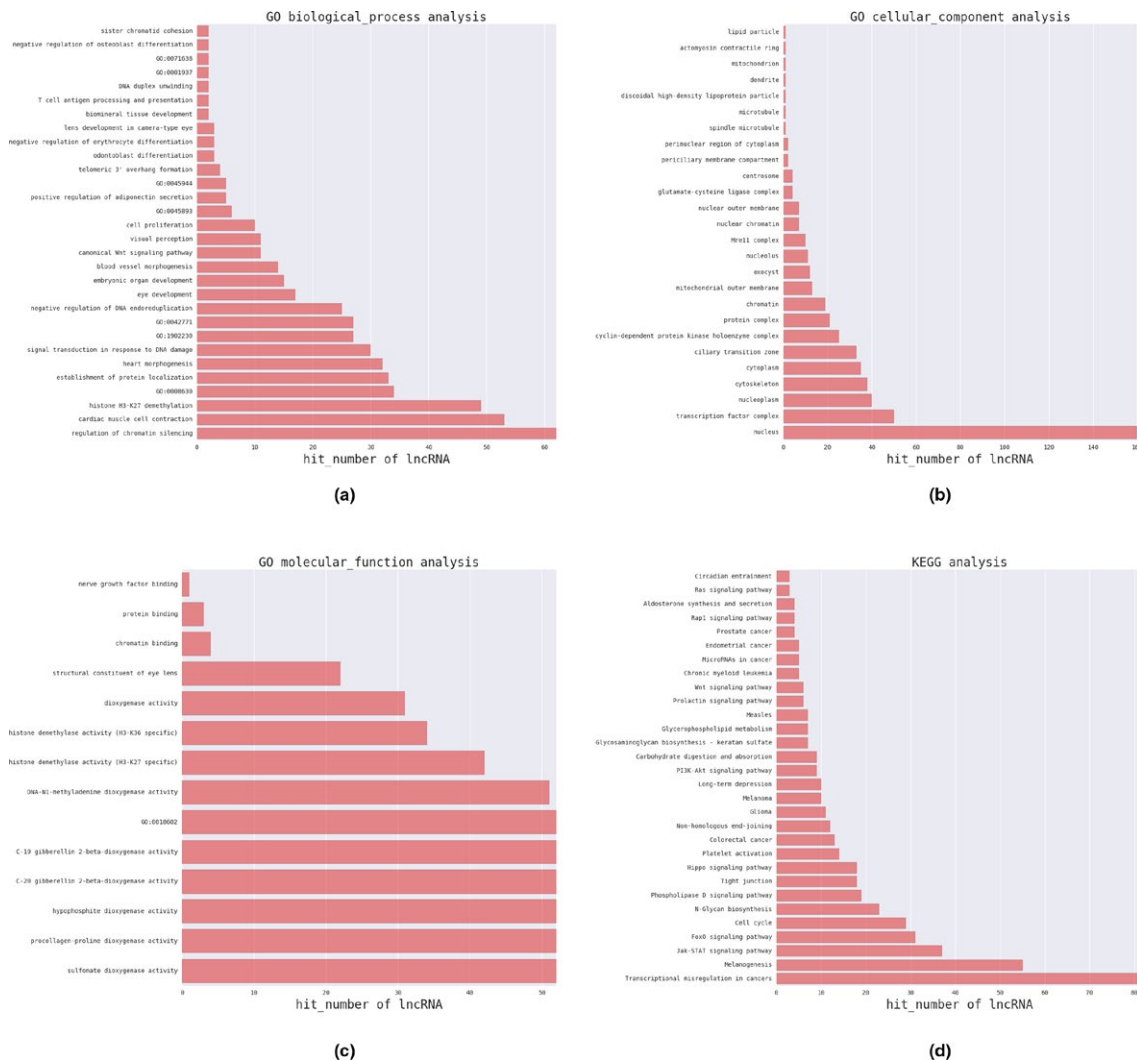 GO biological_process analysis
sister chromatid cohesion
negative regulation of osteoblast differentiation
GO:0071638
GO:0001937
DNA duplex unwinding
T cell antigen processing and presentation
biomineral tissue development
lens development in camera-type eye
negative regulation of erythrocyte differentiation
odontoblast differentiation
telomeric 3' overhang formation
GO:0045944
positive regulation of adiponectin secretion
GO:0045893
cell proliferation
visual perception
canonical Wnt signaling pathway
blood vessel morphogenesis
embryonic organ development
eye development
negative regulation of DNA endoreduplication
GO:0042771
GO:1902230
signal transduction in response to DNA damage
heart morphogenesis
establishment of protein localization
GO:0008630
histone H3-K27 demethylation
cardiac muscle cell contraction
regulation of chromatin silencing
0 10 20 30 40 50 60
hit_number of lncRNA
(a)
GO cellular_component analysis
lipid particle
actomyosin contractile ring
mitochondrion
dendrite
discoidal high-density lipoprotein particle
microtubule
spindle microtubule
perinuclear region of cytoplasm
periciliary membrane compartment
centrosome
glutamate-cysteine ligase complex
nuclear outer membrane
nuclear chromatin
Mre11 complex
nucleolus
exocyst
mitochondrial outer membrane
chromatin
protein complex
cyclin-dependent protein kinase holoenzyme complex
ciliary transition zone
cytoplasm
cytoskeleton
nucleoplasm
transcription factor complex
nucleus
0 20 40 60 80 100 120 140 160
hit_number of lncRNA
(b)
GO molecular_function analysis
nerve growth factor binding
protein binding
chromatin binding
structural constituent of eye lens
dioxygenase activity
histone demethylase activity (H3-K36 specific)
histone demethylase activity (H3-K27 specific)
DNA-N1-methyladenine dioxygenase activity
GO:0018602
C-19 gibberellin 2-beta-dioxygenase activity
C-20 gibberellin 2-beta-dioxygenase activity
hypophosphite dioxygenase activity
procollagen-proline dioxygenase activity
sulfonate dioxygenase activity
0 10 20 30 40 50
hit_number of lncRNA
(c)
KEGG analysis
Circadian entrainment
Ras signaling pathway
Aldosterone synthesis and secretion
Rap1 signaling pathway
Prostate cancer
Endometrial cancer
MicroRNAs in cancer
Chronic myeloid leukemia
Wnt signaling pathway
Prolactin signaling pathway
Measles
Glycerophospholipid metabolism
Glycosaminoglycan biosynthesis - keratan sulfate
Carbohydrate digestion and absorption
PI3K-Akt signaling pathway
Long-term depression
Melanoma
Glioma
Non-homologous end-joining
Colorectal cancer
Platelet activation
Hippo signaling pathway
Tight junction
Phospholipase D signaling pathway
N-Glycan biosynthesis
Cell cycle
FoxO signaling pathway
Jak-STAT signaling pathway
Melanogenesis
Transcriptional misregulation in cancers
0 10 20 30 40 50 60 70 80
hit_number of lncRNA
(d)